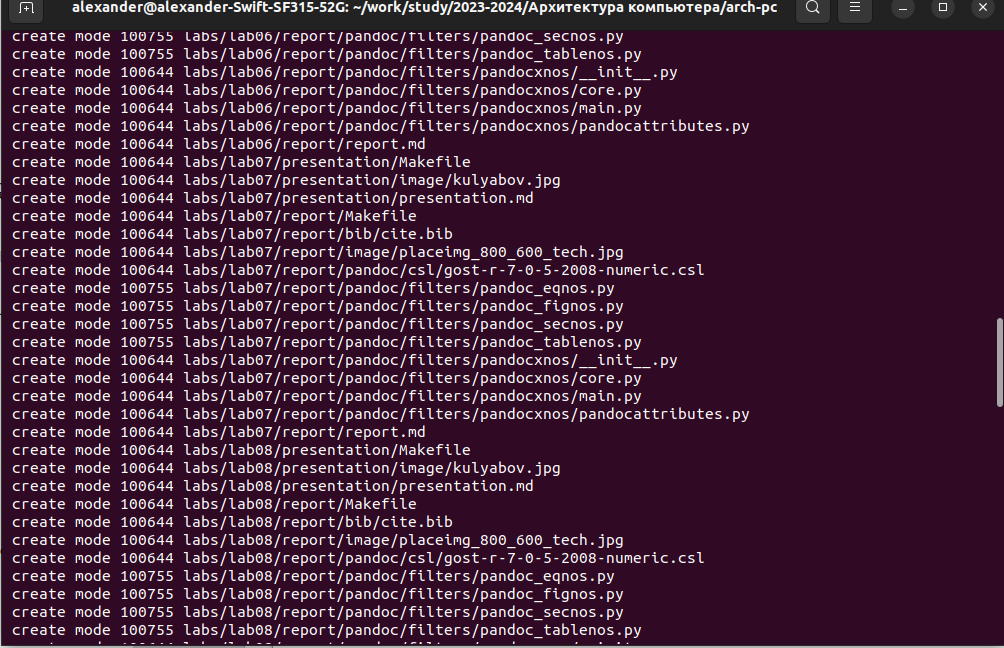 alexander@alexander-Swift-SF315-52G: ~/work/study/2023-2024/Архитектура компьютера/arch-pc
create mode 100755 labs/lab06/report/pandoc/filters/pandoc_secnos.py
create mode 100755 labs/lab06/report/pandoc/filters/pandoc_tablenos.py
create mode 100644 labs/lab06/report/pandoc/filters/pandocxnos/__init__.py
create mode 100644 labs/lab06/report/pandoc/filters/pandocxnos/core.py
create mode 100644 labs/lab06/report/pandoc/filters/pandocxnos/main.py
create mode 100644 labs/lab06/report/pandoc/filters/pandocxnos/pandocattributes.py
create mode 100644 labs/lab06/report/report.md
create mode 100644 labs/lab07/presentation/Makefile
create mode 100644 labs/lab07/presentation/image/kulyabov.jpg
create mode 100644 labs/lab07/presentation/presentation.md
create mode 100644 labs/lab07/report/Makefile
create mode 100644 labs/lab07/report/bib/cite.bib
create mode 100644 labs/lab07/report/image/placeimg_800_600_tech.jpg
create mode 100644 labs/lab07/report/pandoc/csl/gost-r-7-0-5-2008-numeric.csl
create mode 100755 labs/lab07/report/pandoc/filters/pandoc_eqnos.py
create mode 100755 labs/lab07/report/pandoc/filters/pandoc_fignos.py
create mode 100755 labs/lab07/report/pandoc/filters/pandoc_secnos.py
create mode 100755 labs/lab07/report/pandoc/filters/pandoc_tablenos.py
create mode 100644 labs/lab07/report/pandoc/filters/pandocxnos/__init__.py
create mode 100644 labs/lab07/report/pandoc/filters/pandocxnos/core.py
create mode 100644 labs/lab07/report/pandoc/filters/pandocxnos/main.py
create mode 100644 labs/lab07/report/pandoc/filters/pandocxnos/pandocattributes.py
create mode 100644 labs/lab07/report/report.md
create mode 100644 labs/lab08/presentation/Makefile
create mode 100644 labs/lab08/presentation/image/kulyabov.jpg
create mode 100644 labs/lab08/presentation/presentation.md
create mode 100644 labs/lab08/report/Makefile
create mode 100644 labs/lab08/report/bib/cite.bib
create mode 100644 labs/lab08/report/image/placeimg_800_600_tech.jpg
create mode 100644 labs/lab08/report/pandoc/csl/gost-r-7-0-5-2008-numeric.csl
create mode 100755 labs/lab08/report/pandoc/filters/pandoc_eqnos.py
create mode 100755 labs/lab08/report/pandoc/filters/pandoc_fignos.py
create mode 100755 labs/lab08/report/pandoc/filters/pandoc_secnos.py
create mode 100755 labs/lab08/report/pandoc/filters/pandoc_tablenos.py